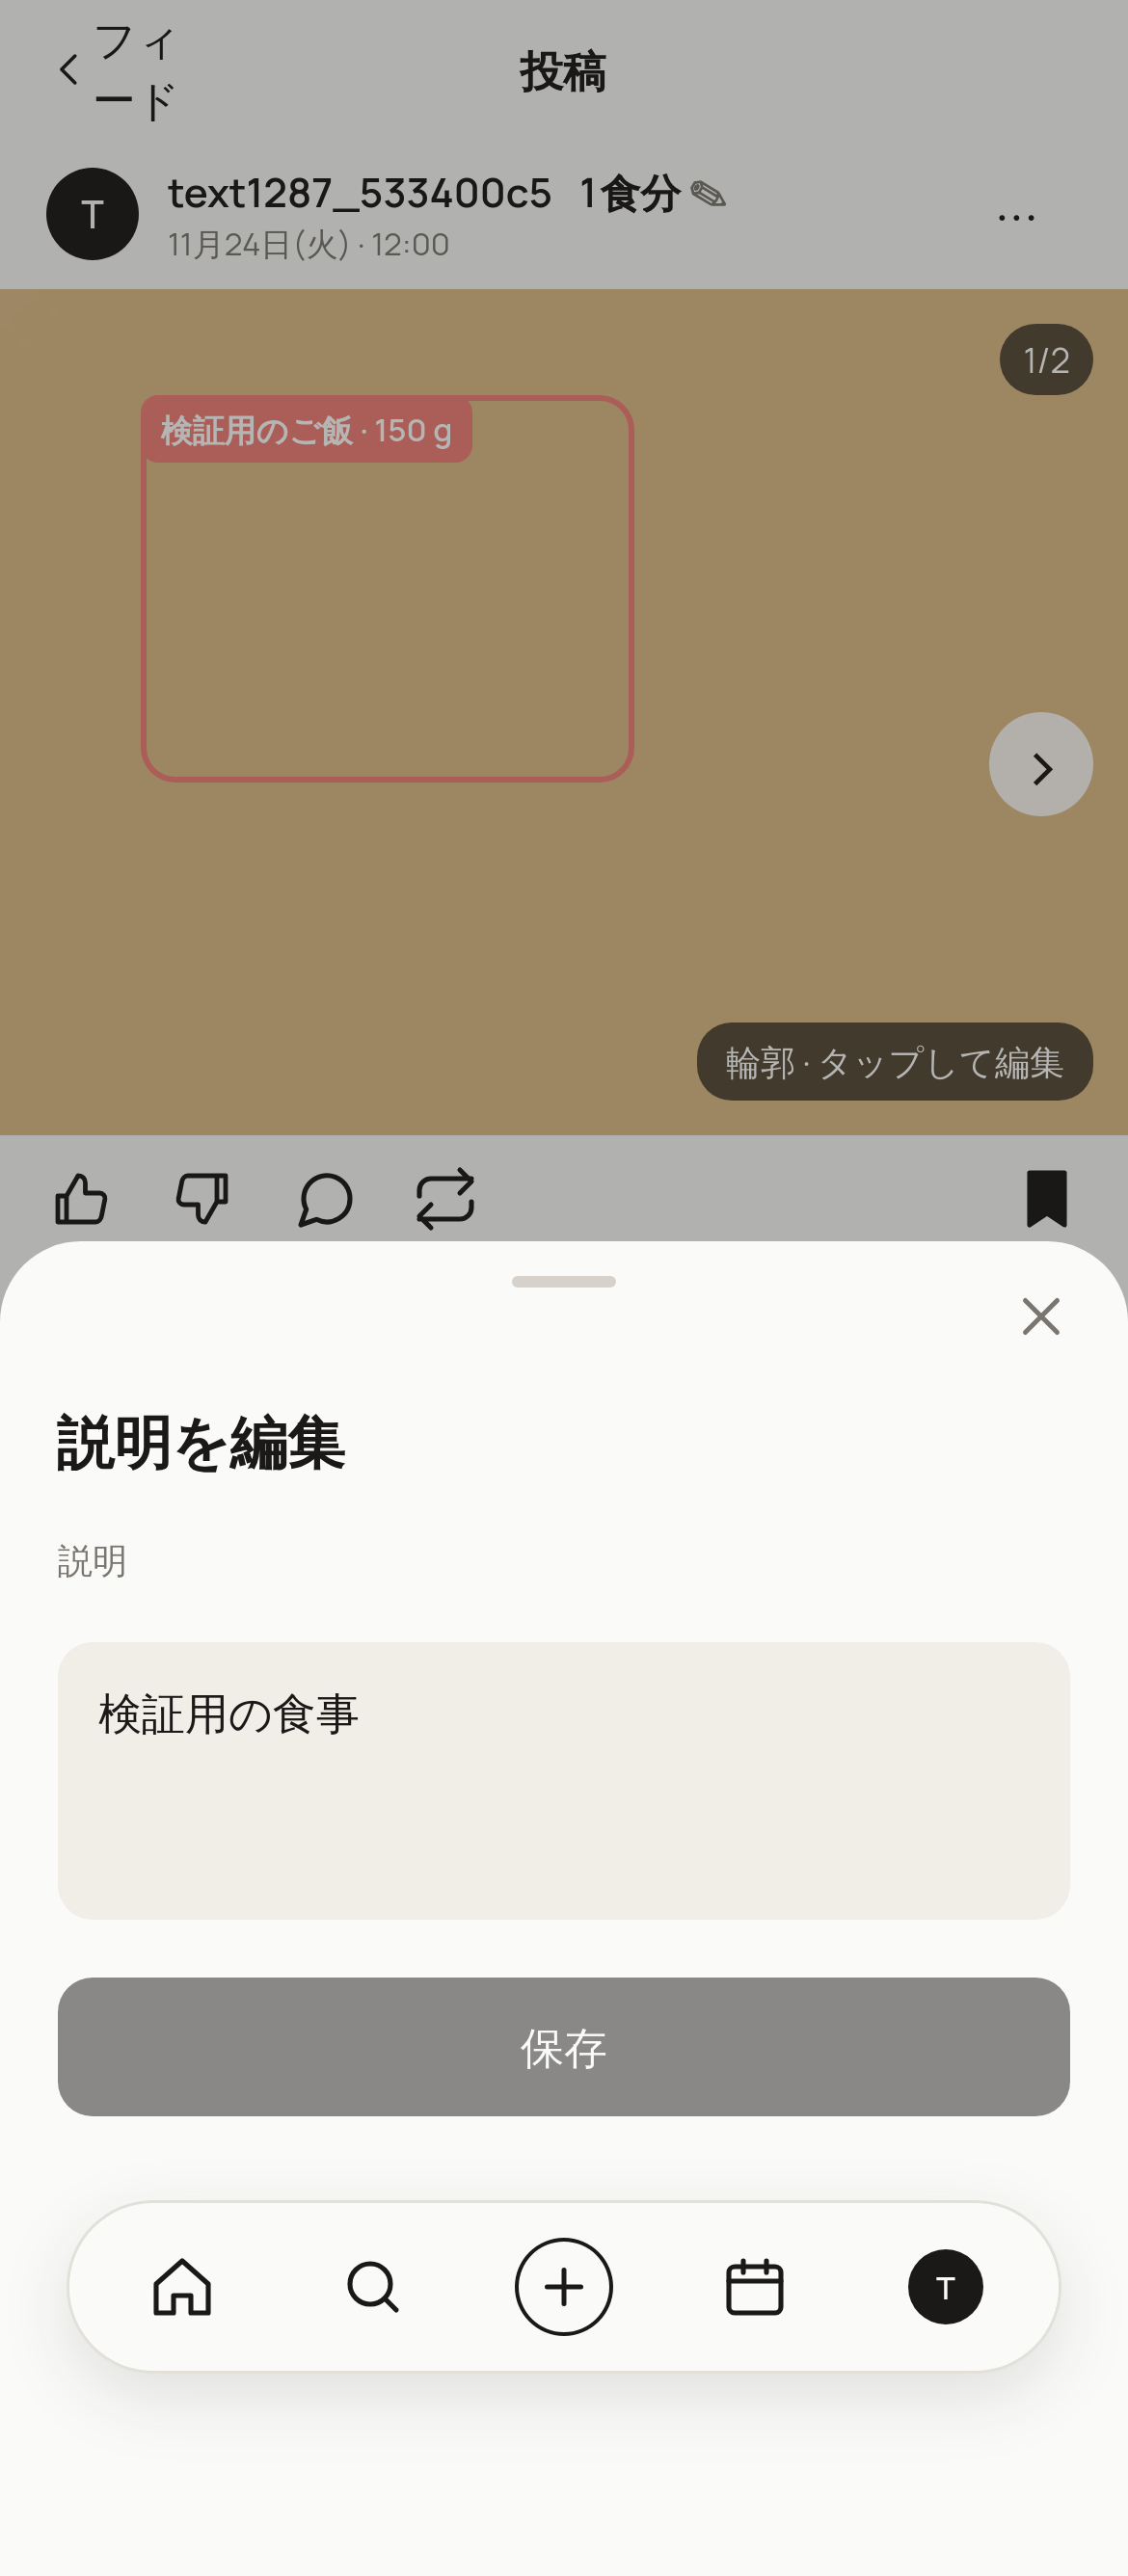 フィ
ード
投稿
T
text1287_533400c5 1食分✎
11月24日(火) · 12:00
...
1/2
検証用のご飯 · 150 g
輪郭 · タップして編集
説明を編集
説明
検証用の食事
保存
T